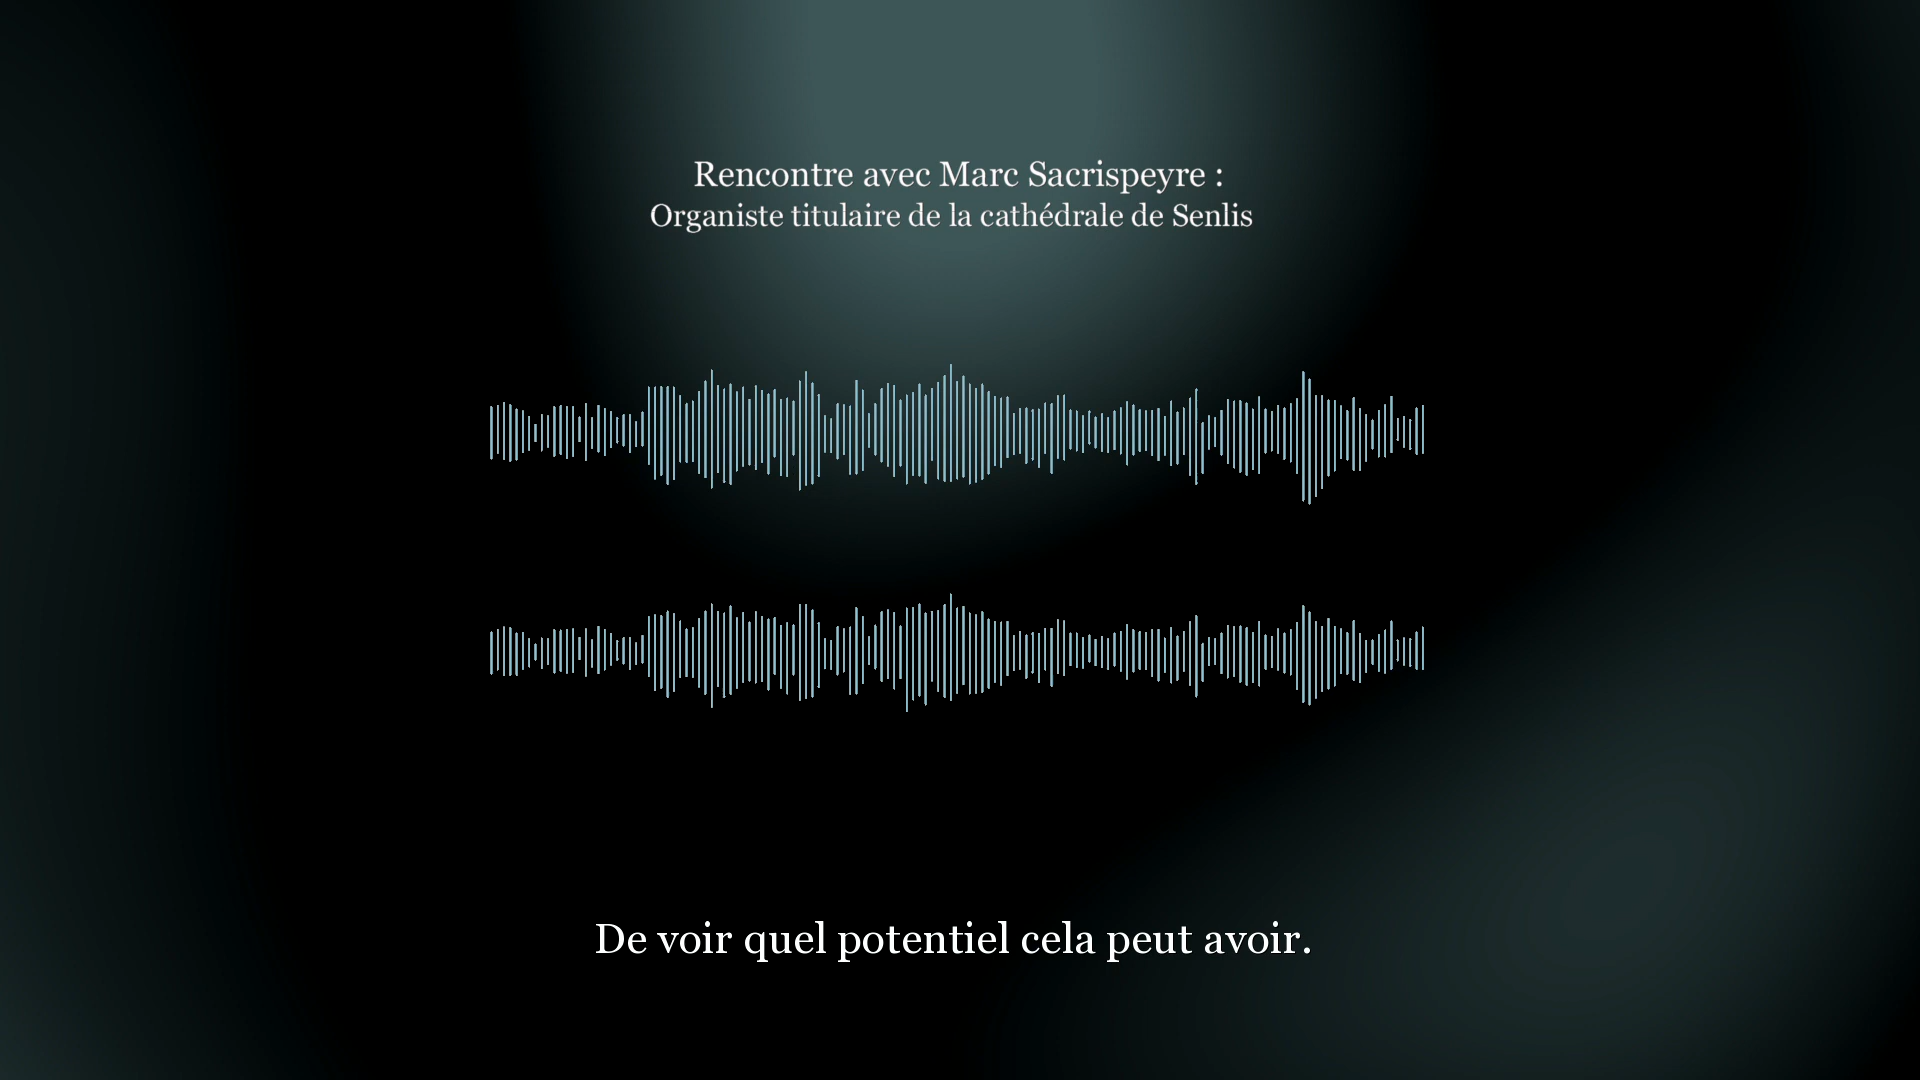 Rencontre avec Marc Sacrispeyre :
Organiste titulaire de la cathédrale de Senlis
De voir quel potentiel cela peut avoir.